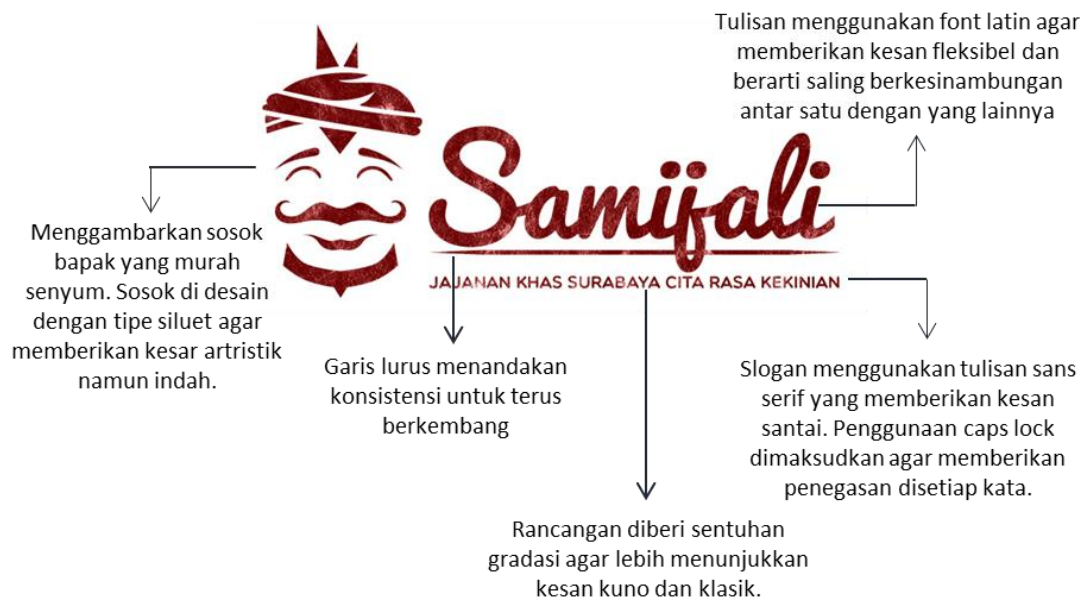 Tulisan menggunakan font latin agar
memberikan kesan fleksibel dan
berarti saling berkesinambungan
antar satu dengan yang lainnya
Samijali
JAJANAN KHAS SURABAYA CITA RASA KEKINIAN
Menggambarkan sosok
bapak yang murah
senyum. Sosok di desain
dengan tipe siluet agar
memberikan kesar artristik
namun indah.
Garis lurus menandakan
konsistensi untuk terus
berkembang
Slogan menggunakan tulisan sans
serif yang memberikan kesan
santai. Penggunaan caps lock
dimaksudkan agar memberikan
penegasan disetiap kata.
Rancangan diberi sentuhan
gradasi agar lebih menunjukkan
kesan kuno dan klasik.